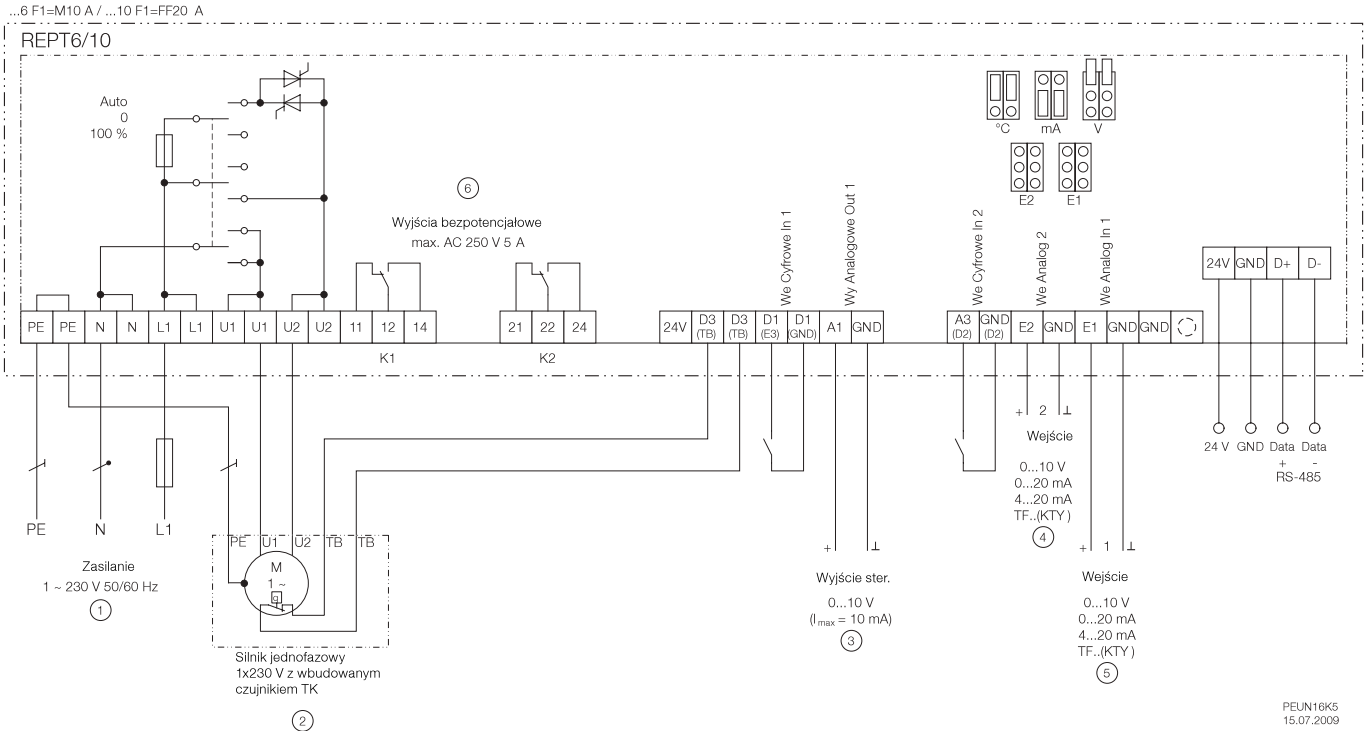 ...6 F1=M10 A / ...10 F1=FF20 A
REPT6/10
Auto
0
100 %
6
Wyjścia bezpotencjałowe
max. AC 250 V 5 A
We Cyfrowe In 1
Wy Analogowe Out 1
We Cyfrowe In 2
We Analog 2
We Analog In 1
°C mA V
E2 E1
24V GND D+ D-
PE PE N N L1 L1 U1 U1 U2 U2 11 12 14
K1
21 22 24
K2
24V D3 (TB) D3 (TB) D1 (E3) D1 (GND) A1 GND
A3 (D2) GND (D2) E2 GND E1 GND GND
24 V GND Data + Data -
RS-485
PE N L1
Zasilanie
1 ~ 230 V 50/60 Hz
1
PE U1 U2 TB TB
M
1 ~
ϑ
Silnik jednofazowy
1x230 V z wbudowanym
czujnikiem TK
2
+ ⊥
Wyjście ster.
0...10 V
(I max = 10 mA)
3
+ 2 ⊥
Wejście
0...10 V
0...20 mA
4...20 mA
TF..(KTY )
4
+ 1 ⊥
Wejście
0...10 V
0...20 mA
4...20 mA
TF..(KTY )
5
PEUN16K5
15.07.2009